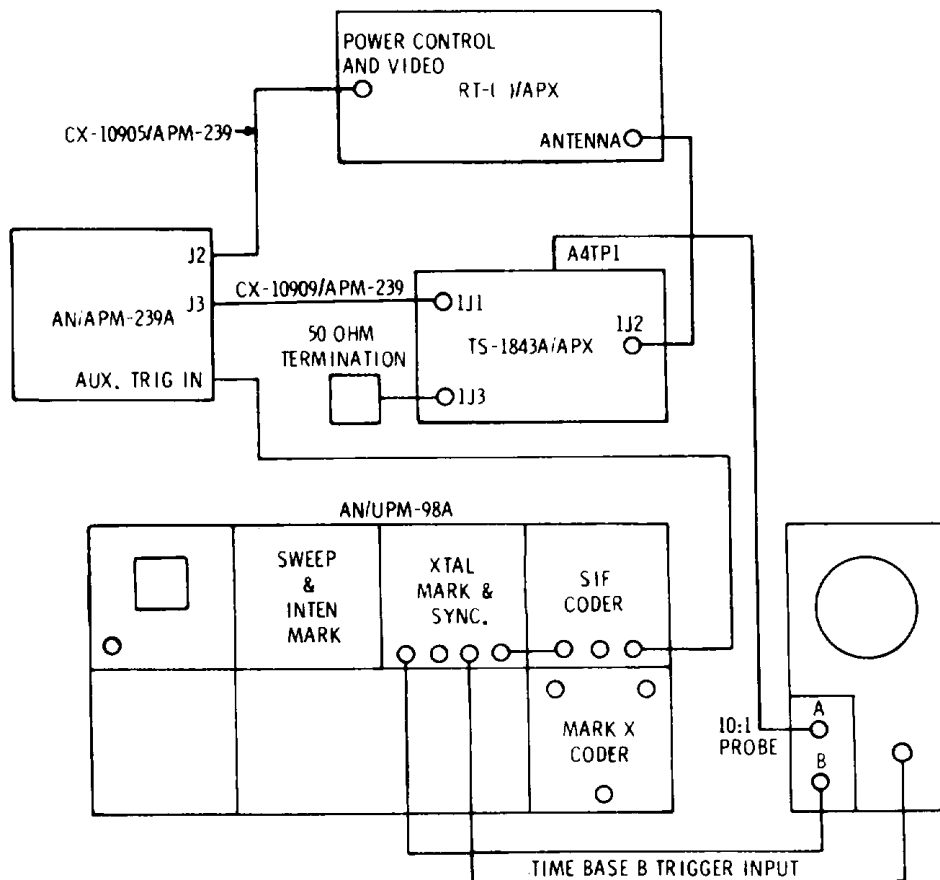 POWER CONTROL
AND VIDEO
RT-( )/APX
CX-10905/APM-239
ANTENNA
J2
A4TP1
J3
CX-10909/APM-239
1J1
AN/APM-239A
50 OHM
TERMINATION
1J2
TS-1843A/APX
AUX. TRIG IN
1J3
AN/UPM-98A
SWEEP
&
INTEN
MARK
XTAL
MARK &
SYNC.
SIF
CODER
MARK X
CODER
10:1
PROBE
A
B
TIME BASE B TRIGGER INPUT